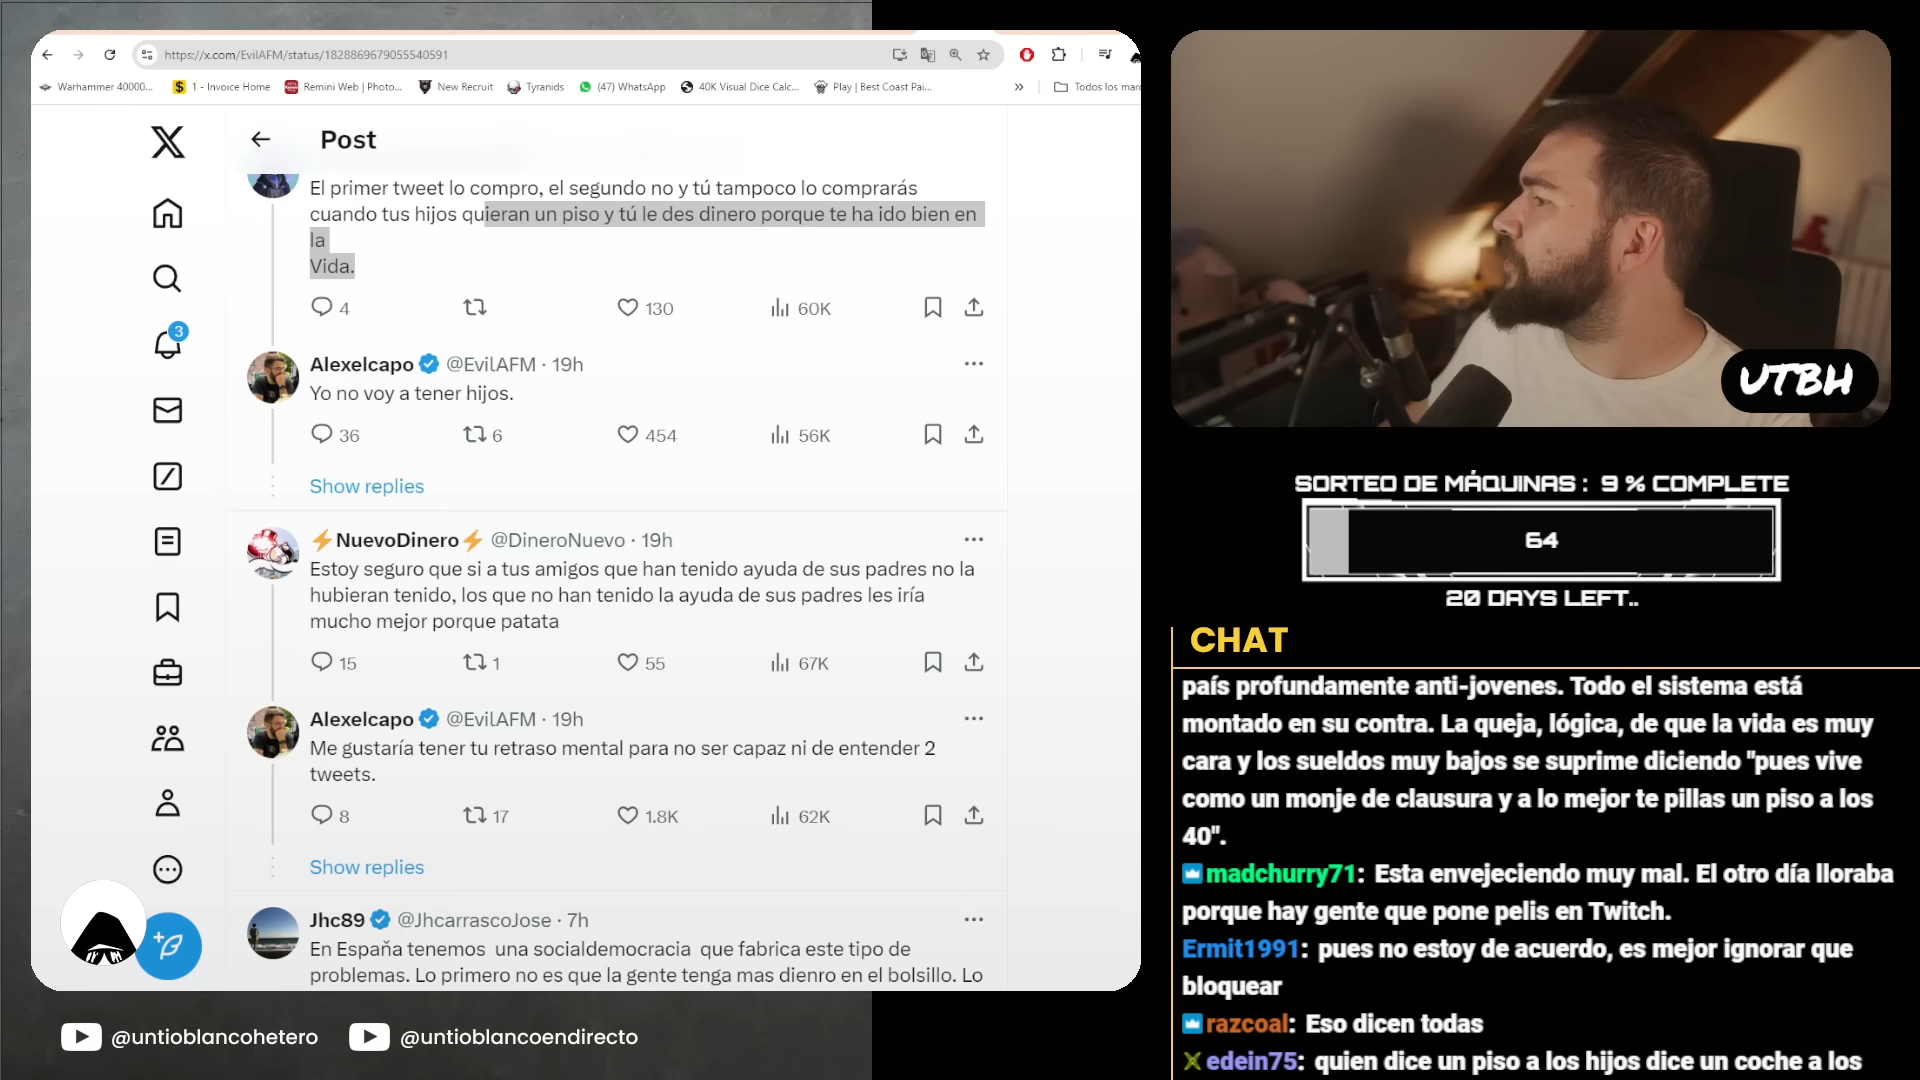 https://x.com/EvilAFM/status/1828869679055540591
Warhammer 40000...
1 - Invoice Home
Remini Web | Photo...
New Recruit
Tyranids
(47) WhatsApp
40K Visual Dice Calc...
Play | Best Coast Pai...
»
Todos los marc
Post
El primer tweet lo compro, el segundo no y tú tampoco lo comprarás
cuando tus hijos quieran un piso y tú le des dinero porque te ha ido bien en
la
Vida.
4
130
60K
Alexelcapo @EvilAFM · 19h
Yo no voy a tener hijos.
36
6
454
56K
Show replies
3
⚡NuevoDinero⚡ @DineroNuevo · 19h
Estoy seguro que si a tus amigos que han tenido ayuda de sus padres no la
hubieran tenido, los que no han tenido la ayuda de sus padres les iría
mucho mejor porque patata
15
1
55
67K
Alexelcapo @EvilAFM · 19h
Me gustaría tener tu retraso mental para no ser capaz ni de entender 2
tweets.
8
17
1.8K
62K
Show replies
Jhc89 @JhcarrascoJose · 7h
En Espańa tenemos una socialdemocracia que fabrica este tipo de
problemas. Lo primero no es que la gente tenga mas dienro en el bolsillo. Lo
@untioblancohetero
@untioblancoendirecto
UTBH
SORTEO DE MÁQUINAS : 9 % COMPLETE
64
20 DAYS LEFT..
CHAT
país profundamente anti-jovenes. Todo el sistema está
montado en su contra. La queja, lógica, de que la vida es muy
cara y los sueldos muy bajos se suprime diciendo "pues vive
como un monje de clausura y a lo mejor te pillas un piso a los
40".
madchurry71: Esta envejeciendo muy mal. El otro día lloraba
porque hay gente que pone pelis en Twitch.
Ermit1991: pues no estoy de acuerdo, es mejor ignorar que
bloquear
razcoal: Eso dicen todas
edein75: quien dice un piso a los hijos dice un coche a los